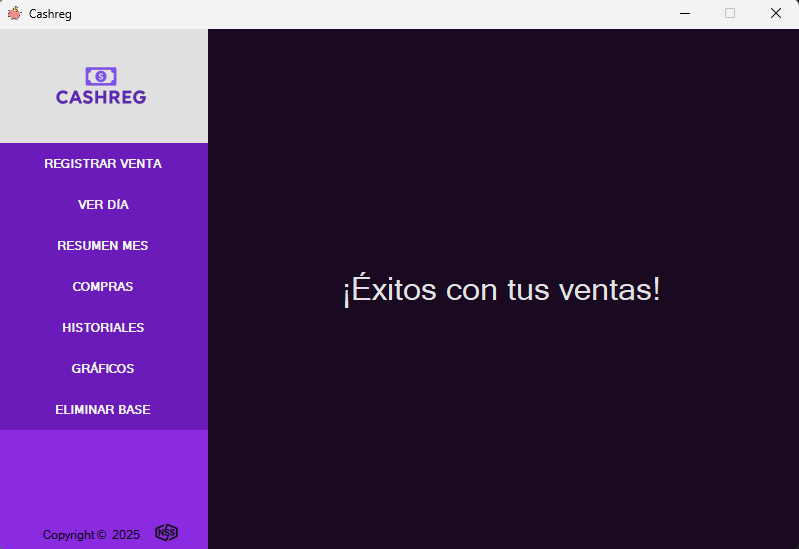 Cashreg
CASHREG
REGISTRAR VENTA
VER DÍA
RESUMEN MES
COMPRAS
HISTORIALES
GRÁFICOS
ELIMINAR BASE
¡Éxitos con tus ventas!
Copyright © 2025 NSS